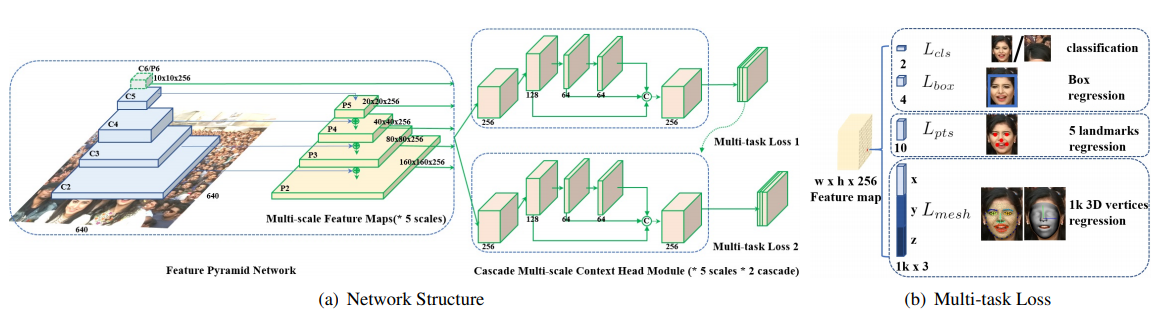 C6/P6
10x10x256
C5
C4
C3
C2
640
640
P5
20x20x256
P4
40x40x256
P3
80x80x256
P2
160x160x256
Multi-scale Feature Maps(* 5 scales)
Feature Pyramid Network
256
128
64
64
C
256
Multi-task Loss 1
256
128
64
64
C
256
Multi-task Loss 2
Cascade Multi-scale Context Head Module (* 5 scales * 2 cascade)
(a) Network Structure
w x h x 256
Feature map
2
L_cls
classification
4
L_box
Box
regression
10
L_pts
5 landmarks
regression
x
y
z
L_mesh
1k 3D vertices
regression
1k x 3
(b) Multi-task Loss